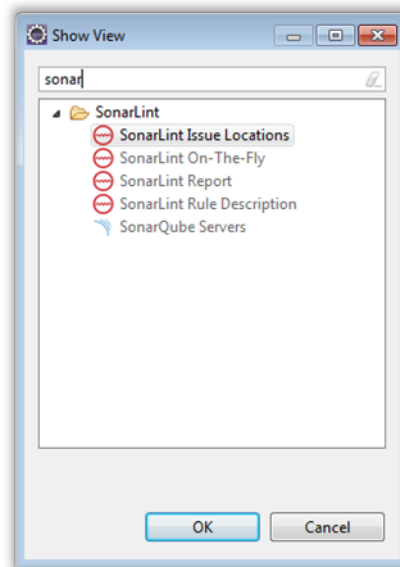 Show View
sonar
SonarLint
SonarLint Issue Locations
SonarLint On-The-Fly
SonarLint Report
SonarLint Rule Description
SonarQube Servers
OK
Cancel